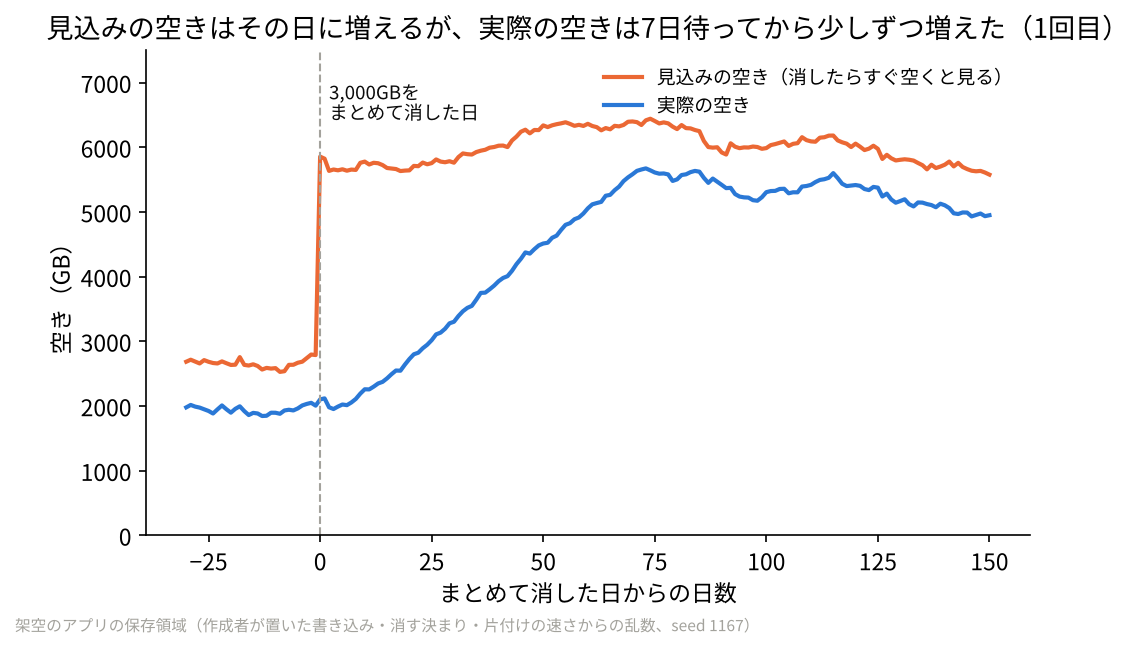 見込みの空きはその日に増えるが、実際の空きは7日待ってから少しずつ増えた（1回目）
見込みの空き（消したらすぐ空くと見る）
実際の空き
3,000GBを
まとめて消した日
空き（GB）
7000
6000
5000
4000
3000
2000
1000
0
−25
0
25
50
75
100
125
150
まとめて消した日からの日数
架空のアプリの保存領域（作成者が置いた書き込み・消す決まり・片付けの速さからの乱数、seed 1167）